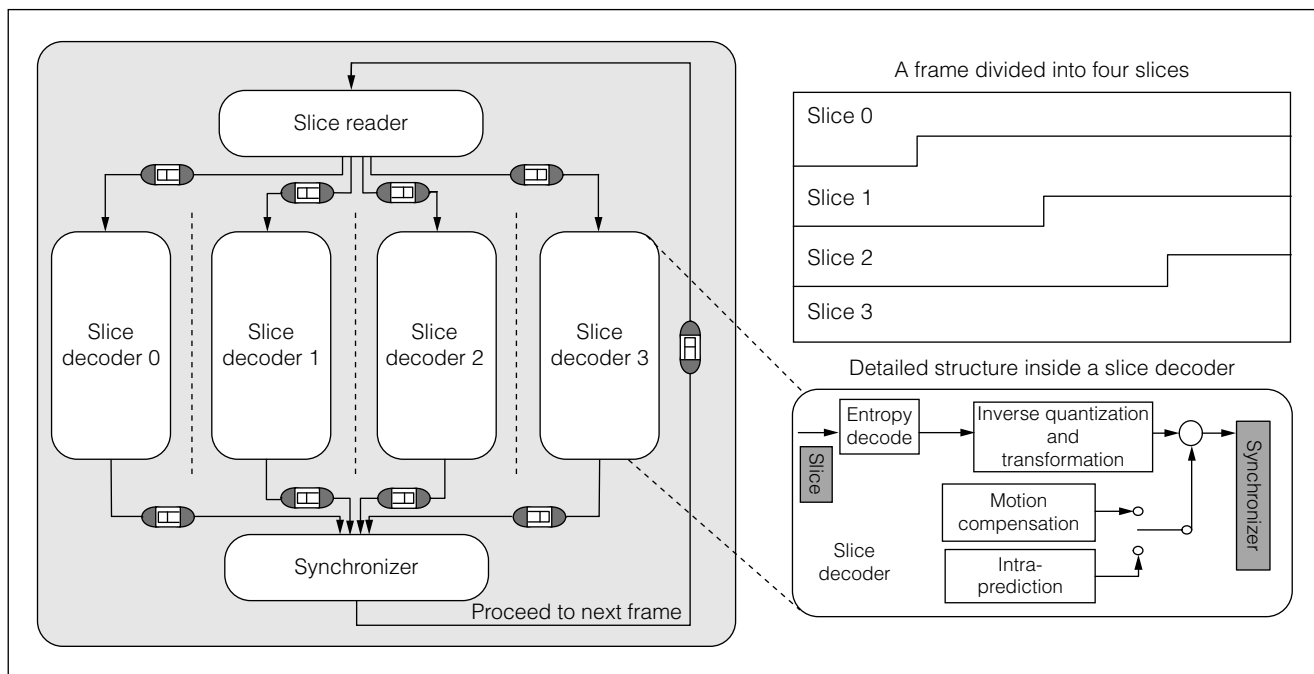 Slice reader
Slice
decoder 0
Slice
decoder 1
Slice
decoder 2
Slice
decoder 3
Synchronizer
Proceed to next frame
A frame divided into four slices
Slice 0
Slice 1
Slice 2
Slice 3
Detailed structure inside a slice decoder
Slice
Entropy
decode
Inverse quantization
and
transformation
Motion
compensation
Intra-
prediction
Slice
decoder
Synchronizer